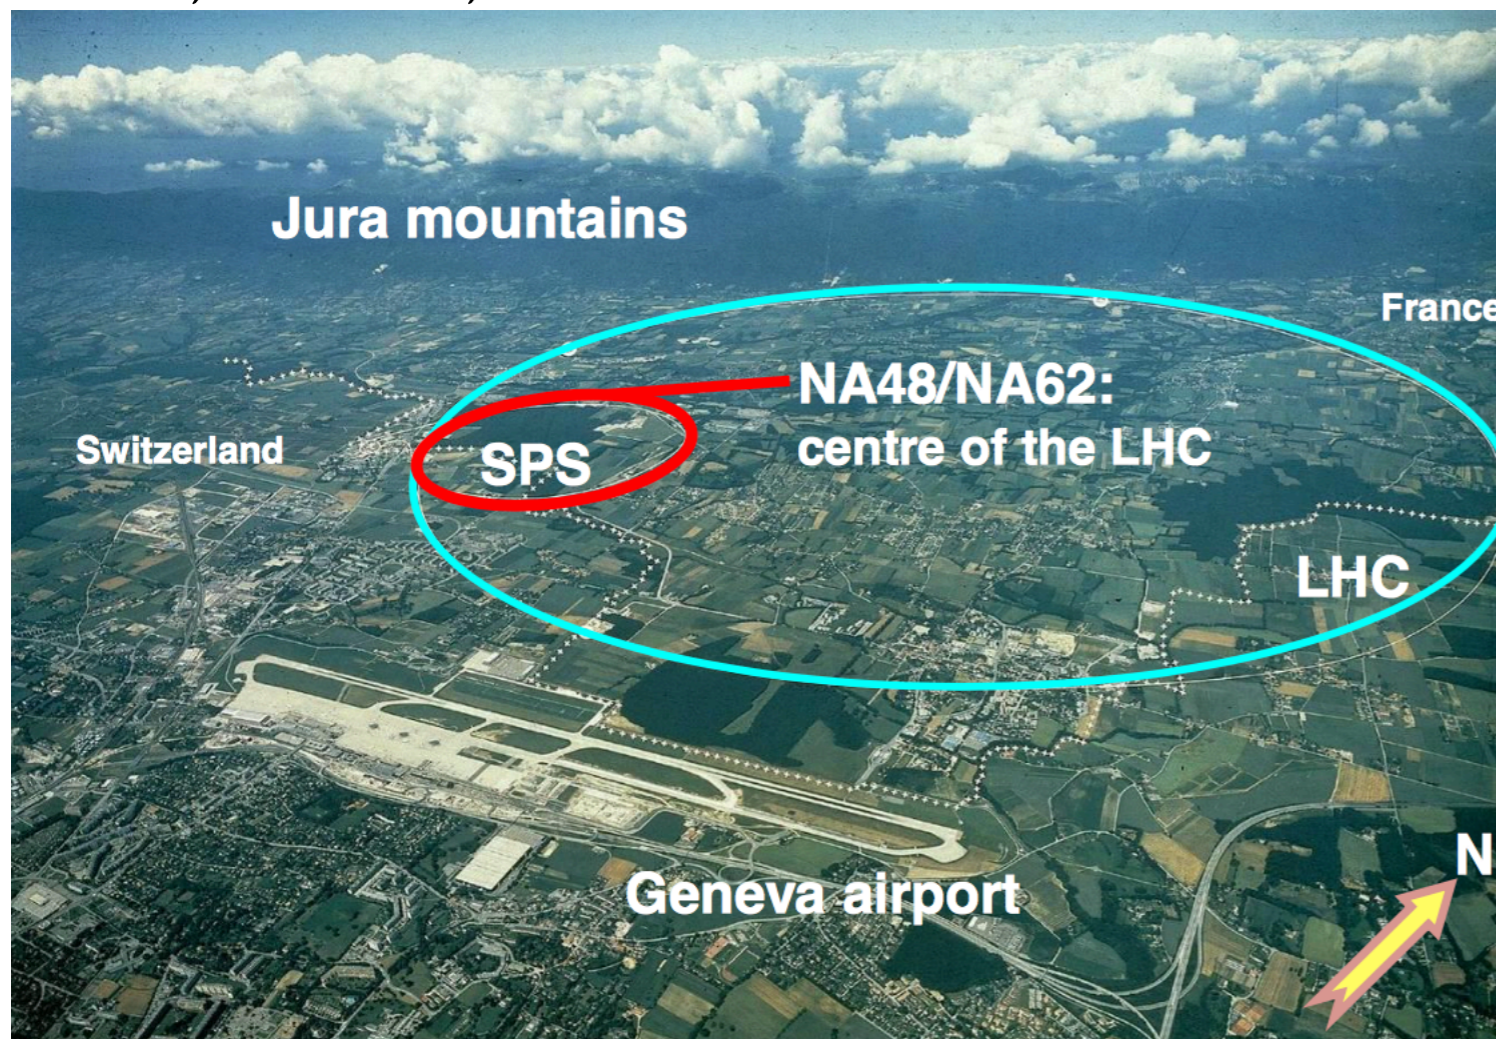 Jura mountains
France
NA48/NA62:
centre of the LHC
Switzerland
SPS
LHC
N
Geneva airport